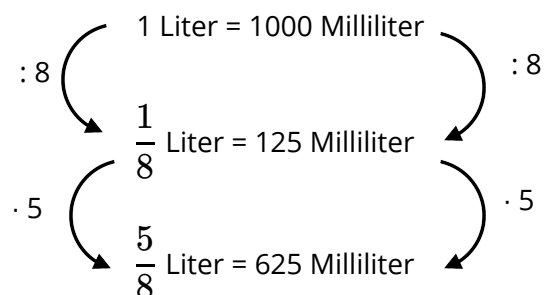 1 Liter = 1000 Milliliter
: 8 : 8
1/8 Liter = 125 Milliliter
· 5 · 5
5/8 Liter = 625 Milliliter